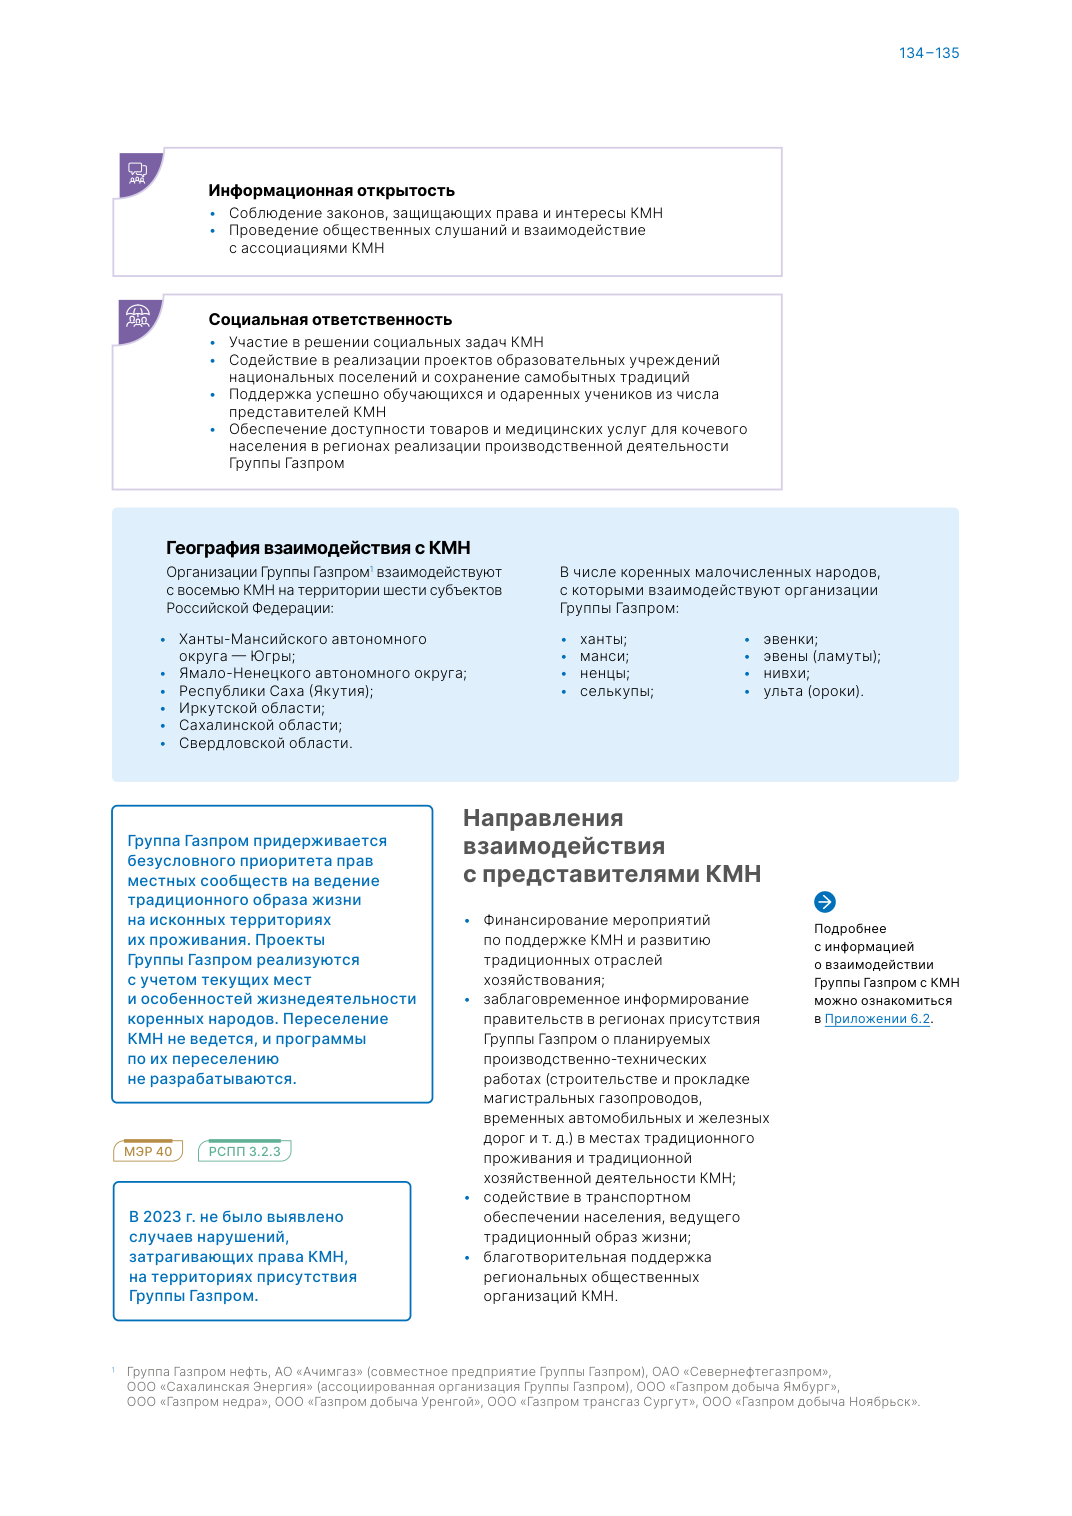 134–135
Информационная открытость
• Соблюдение законов, защищающих права и интересы КМН
• Проведение общественных слушаний и взаимодействие
с ассоциациями КМН
Социальная ответственность
• Участие в решении социальных задач КМН
• Содействие в реализации проектов образовательных учреждений
национальных поселений и сохранение самобытных традиций
• Поддержка успешно обучающихся и одаренных учеников из числа
представителей КМН
• Обеспечение доступности товаров и медицинских услуг для кочевого
населения в регионах реализации производственной деятельности
Группы Газпром
География взаимодействия с КМН
Организации Группы Газпром¹ взаимодействуют
с восемью КМН на территории шести субъектов
Российской Федерации:
• Ханты-Мансийского автономного
округа — Югры;
• Ямало-Ненецкого автономного округа;
• Республики Саха (Якутия);
• Иркутской области;
• Сахалинской области;
• Свердловской области.
В числе коренных малочисленных народов,
с которыми взаимодействуют организации
Группы Газпром:
• ханты;
• манси;
• ненцы;
• селькупы;
• эвенки;
• эвены (ламуты);
• нивхи;
• ульта (ороки).
Группа Газпром придерживается
безусловного приоритета прав
местных сообществ на ведение
традиционного образа жизни
на исконных территориях
их проживания. Проекты
Группы Газпром реализуются
с учетом текущих мест
и особенностей жизнедеятельности
коренных народов. Переселение
КМН не ведется, и программы
по их переселению
не разрабатываются.
МЭР 40
РСПП 3.2.3
В 2023 г. не было выявлено
случаев нарушений,
затрагивающих права КМН,
на территориях присутствия
Группы Газпром.
Направления
взаимодействия
с представителями КМН
• Финансирование мероприятий
по поддержке КМН и развитию
традиционных отраслей
хозяйствования;
• заблаговременное информирование
правительств в регионах присутствия
Группы Газпром о планируемых
производственно-технических
работах (строительстве и прокладке
магистральных газопроводов,
временных автомобильных и железных
дорог и т. д.) в местах традиционного
проживания и традиционной
хозяйственной деятельности КМН;
• содействие в транспортном
обеспечении населения, ведущего
традиционный образ жизни;
• благотворительная поддержка
региональных общественных
организаций КМН.
Подробнее
с информацией
о взаимодействии
Группы Газпром с КМН
можно ознакомиться
в Приложении 6.2.
¹ Группа Газпром нефть, АО «Ачимгаз» (совместное предприятие Группы Газпром), ОАО «Севернефтегазпром»,
ООО «Сахалинская Энергия» (ассоциированная организация Группы Газпром), ООО «Газпром добыча Ямбург»,
ООО «Газпром недра», ООО «Газпром добыча Уренгой», ООО «Газпром трансгаз Сургут», ООО «Газпром добыча Ноябрьск».